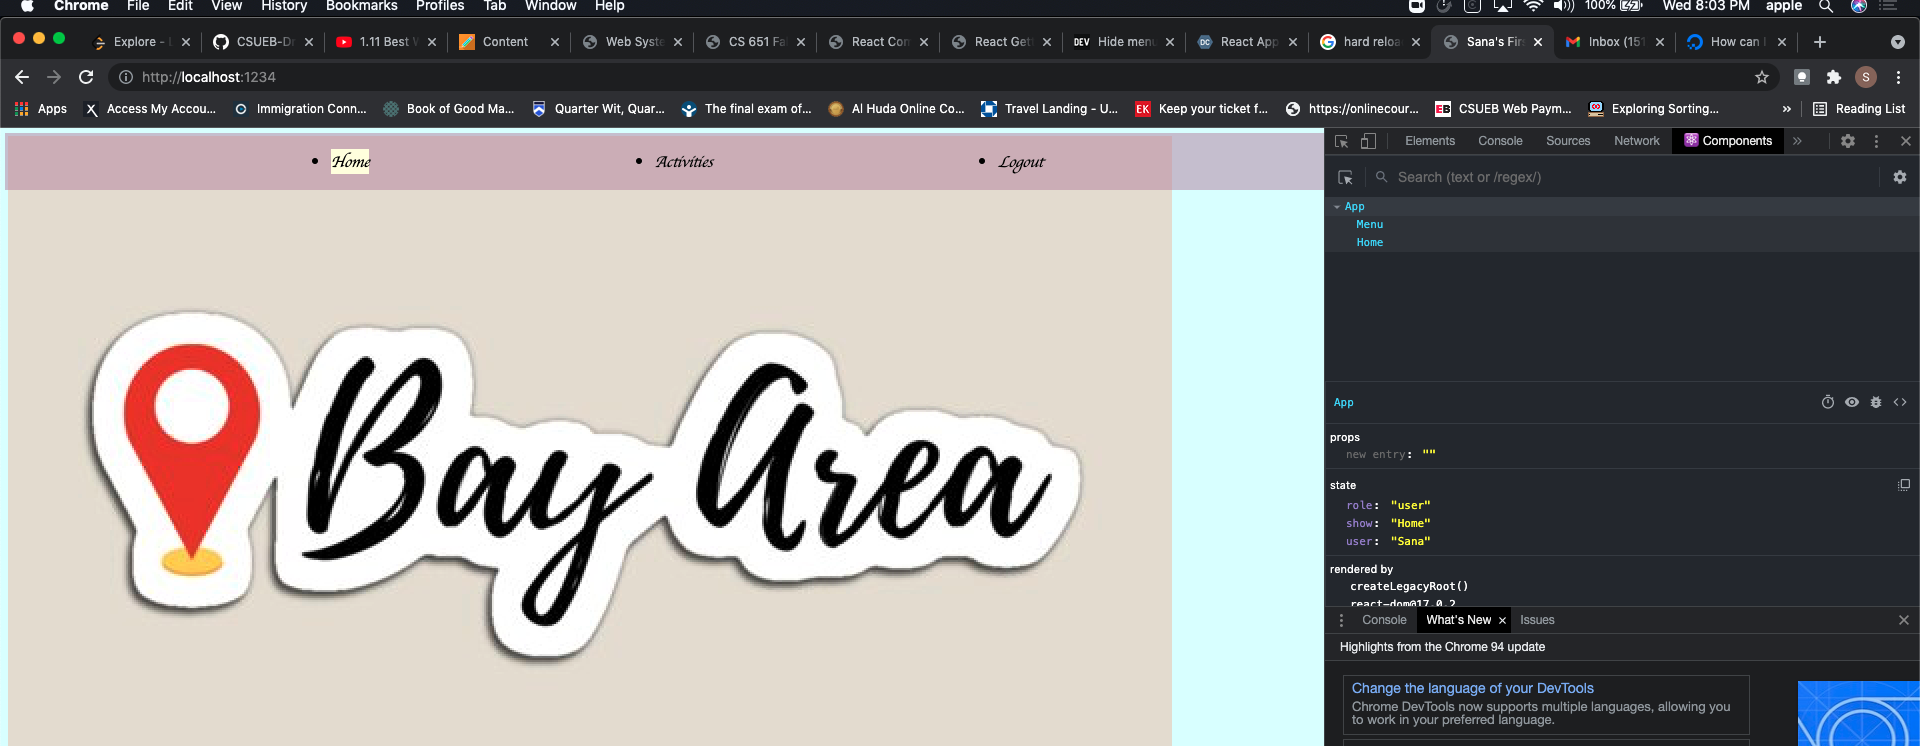 Chrome File Edit View History Bookmarks Profiles Tab Window Help 100% Wed 8:03 PM apple
Explore - CSUEB-D 1.11 Best Content Web Syst CS 651 Fa React Con React Get DEV Hide men DC React App hard reloa Sana's Fir Inbox (151 How can
http://localhost:1234
Apps Access My Accou... Immigration Conn... Book of Good Ma... Quarter Wit, Quar... The final exam of... Al Huda Online Co... Travel Landing - U... EK Keep your ticket f... https://onlinecour... EB CSUEB Web Paym... Exploring Sorting... » Reading List
Home Activities Logout
Bay Area
Elements Console Sources Network Components »
Search (text or /regex/)
App
Menu
Home
App
props
new entry: ""
state
role: "user"
show: "Home"
user: "Sana"
rendered by
createLegacyRoot()
react-dom@17.0.2
Console What's New Issues
Highlights from the Chrome 94 update
Change the language of your DevTools
Chrome DevTools now supports multiple languages, allowing you
to work in your preferred language.